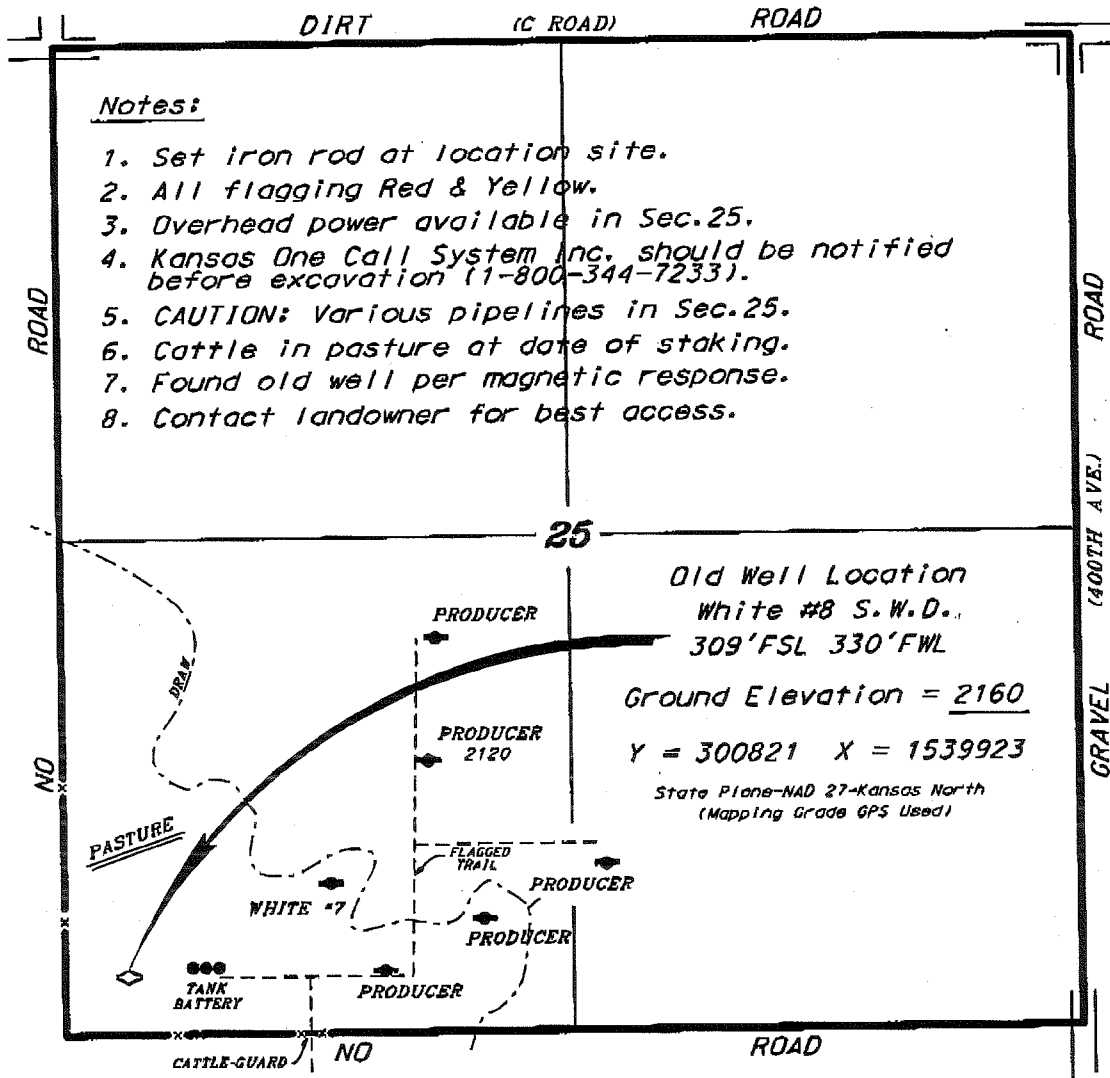 DIRT (C ROAD) ROAD
Notes:
1. Set iron rod at location site.
2. All flagging Red & Yellow.
3. Overhead power available in Sec.25.
4. Kansas One Call System Inc. should be notified
before excavation (1-800-344-7233).
5. CAUTION: Various pipelines in Sec.25.
6. Cattle in pasture at date of staking.
7. Found old well per magnetic response.
8. Contact landowner for best access.
ROAD
NO
ROAD
(400TH AVE.)
GRAVEL
25
Old Well Location
White #8 S.W.D.
309'FSL 330'FWL
Ground Elevation = 2160
Y = 300821 X = 1539923
State Plane-NAD 27-Kansas North
(Mapping Grade GPS Used)
PRODUCER
DRAW
PRODUCER
2120
PASTURE
FLAGGED
TRAIL
PRODUCER
WHITE #7
PRODUCER
TANK
BATTERY
PRODUCER
CATTLE-GUARD
NO ROAD